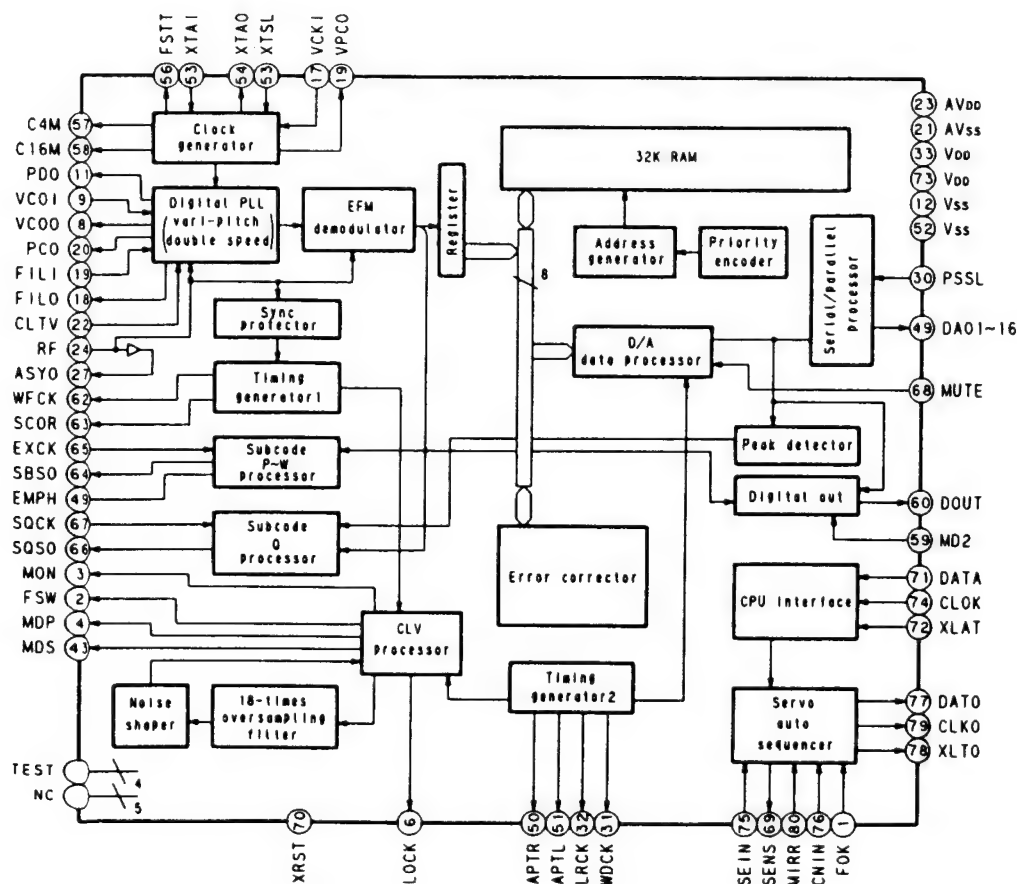 FSTT
XTAI
XTAO
XTSL
VCKI
VPCO
56
53
54
53
17
19
C4M 57
C16M 58
PDO 11
VCOI 9
VCOO 8
PCO 20
FILI 19
FILO 18
CLTV 22
RF 24
ASYO 27
WFCK 62
SCOR 63
EXCK 65
SBSO 64
EMPH 49
SQCK 67
SQSO 66
MON 3
FSW 2
MDP 4
MDS 43
TEST 4
NC 5
Clock
generator
Digital PLL
(vari-pitch
double speed)
EFM
demodulator
Register
32K RAM
Address
generator
Priority
encoder
8
Serial/Parallel
processor
Sync
protector
D/A
data processor
Timing
generator1
Subcode
P~W
processor
Peak detector
Digital out
Subcode
Q
processor
Error corrector
CPU interface
CLV
processor
Timing
generator2
Servo
auto
sequencer
Noise
shaper
18-times
oversampling
filter
23 AVDD
21 AVSS
33 VDD
73 VDD
12 VSS
52 VSS
30 PSSL
49 DAO1~16
68 MUTE
60 DOUT
59 MD2
71 DATA
74 CLOK
72 XLAT
77 DATO
79 CLKO
78 XLTO
70
6
50
51
32
31
75
69
80
76
1
XRST
LOCK
APTR
APTL
LRCK
WDCK
SEIN
SENS
MIRR
CNIN
FOK